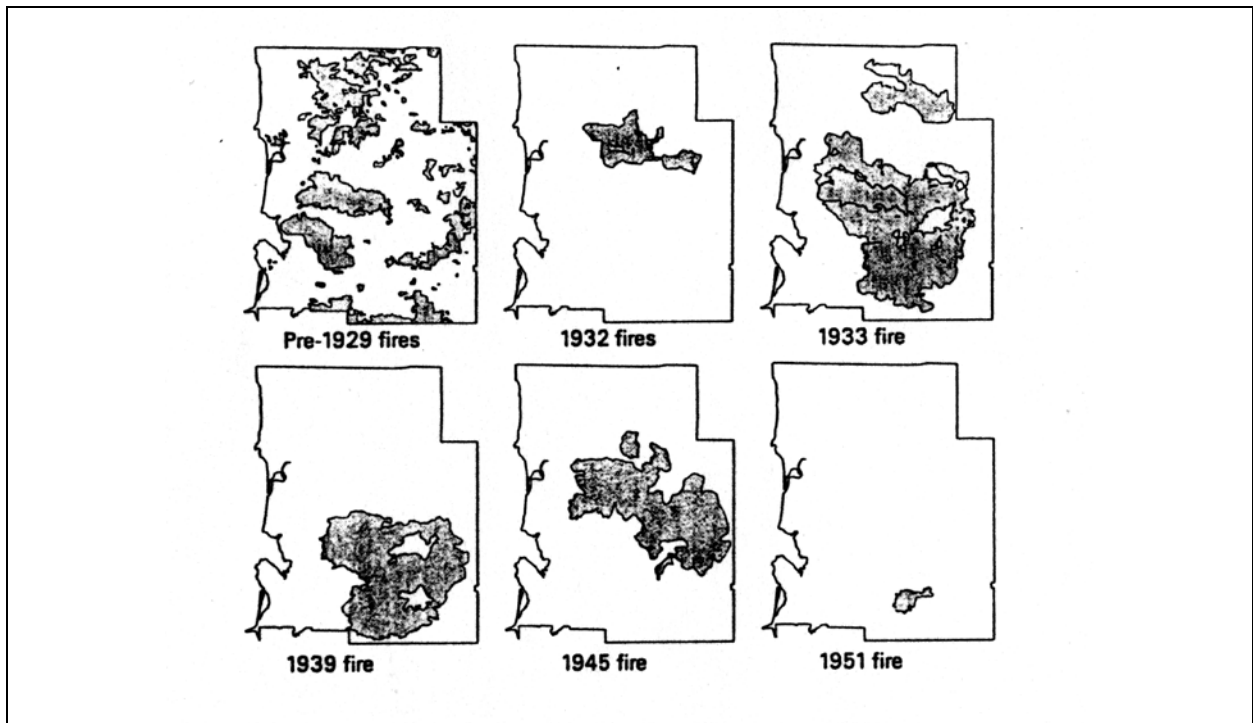 Pre-1929 fires
1932 fires
1933 fire
1939 fire
1945 fire
1951 fire